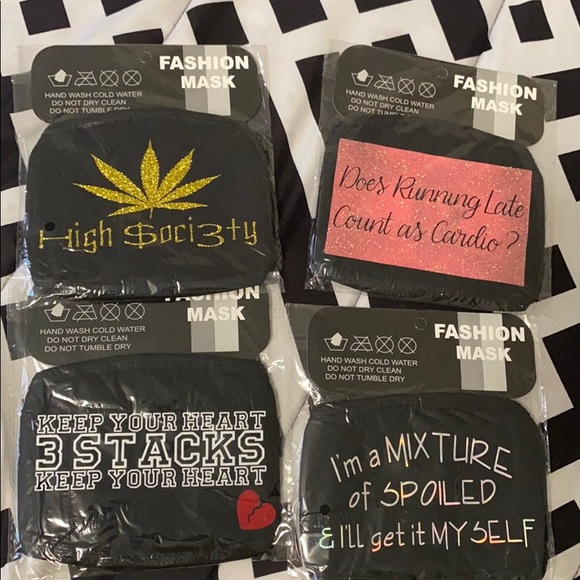 FASHION
MASK
HAND WASH COLD WATER
DO NOT DRY CLEAN
DO NOT TUMBLE DRY
High $oci3ty
FASHION
MASK
HAND WASH COLD WATER
DO NOT DRY CLEAN
DO NOT TUMBLE DRY
Does Running Late
Count as Cardio?
FASHION
MASK
HAND WASH COLD WATER
DO NOT DRY CLEAN
DO NOT TUMBLE DRY
KEEP YOUR HEART
3 STACKS
KEEP YOUR HEART
FASHION
MASK
HAND WASH COLD WATER
DO NOT DRY CLEAN
DO NOT TUMBLE DRY
I'm a MIXTURE
of SPOILED
& I'll get it MYSELF